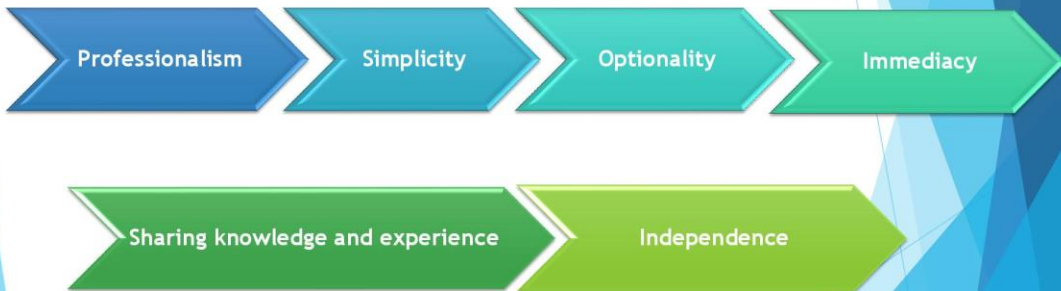 Professionalism
Simplicity
Optionality
Immediacy
Sharing knowledge and experience
Independence